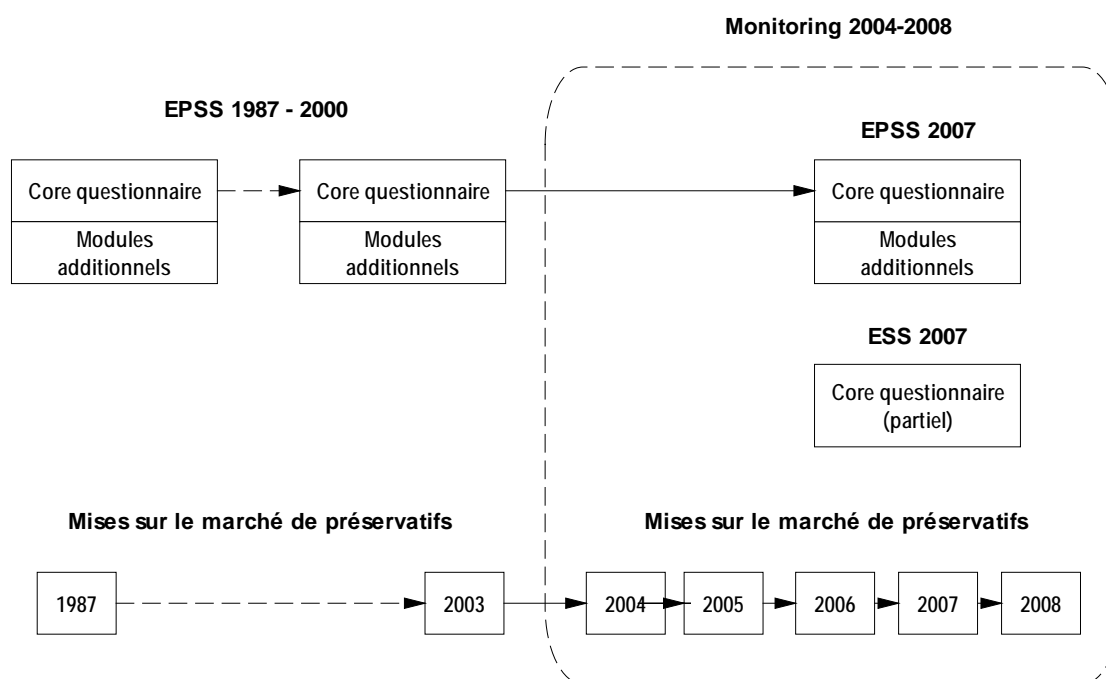 Monitoring 2004-2008
EPSS 1987 - 2000
EPSS 2007
Core questionnaire
Modules
additionnels
Core questionnaire
Modules
additionnels
Core questionnaire
Modules
additionnels
ESS 2007
Core questionnaire
(partiel)
Mises sur le marché de préservatifs
Mises sur le marché de préservatifs
1987
2003
2004
2005
2006
2007
2008